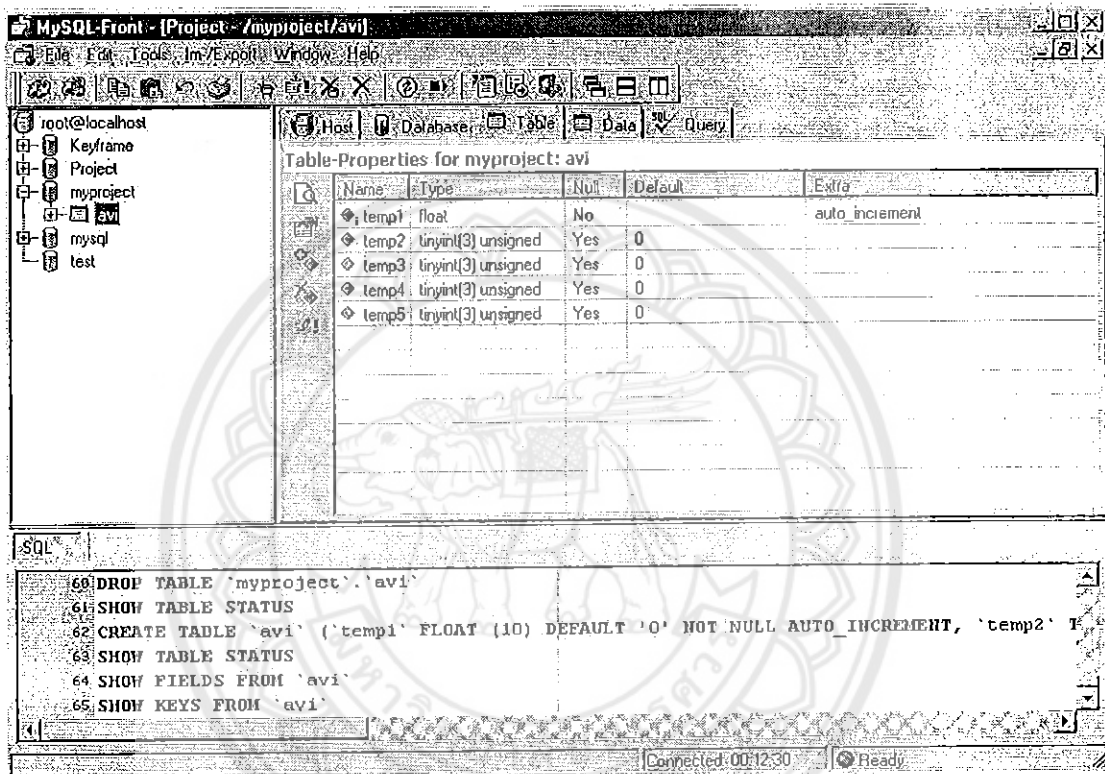 MySQL-Front - [Project - /myproject/avi]
File Edit Tools Im-/Export Window Help
root@localhost
Keyframe
Project
myproject
avi
mysql
test
Host Database Table Data Query
Table-Properties for myproject: avi
Name Type Null Default Extra
temp1 float No auto_increment
temp2 tinyint(3) unsigned Yes 0
temp3 tinyint(3) unsigned Yes 0
temp4 tinyint(3) unsigned Yes 0
temp5 tinyint(3) unsigned Yes 0
SQL
60 DROP TABLE `myproject`.`avi`
61 SHOW TABLE STATUS
62 CREATE TABLE `avi` (`temp1` FLOAT (10) DEFAULT '0' NOT NULL AUTO_INCREMENT, `temp2` T
63 SHOW TABLE STATUS
64 SHOW FIELDS FROM `avi`
65 SHOW KEYS FROM `avi`
Connected: 00:12:30 Ready